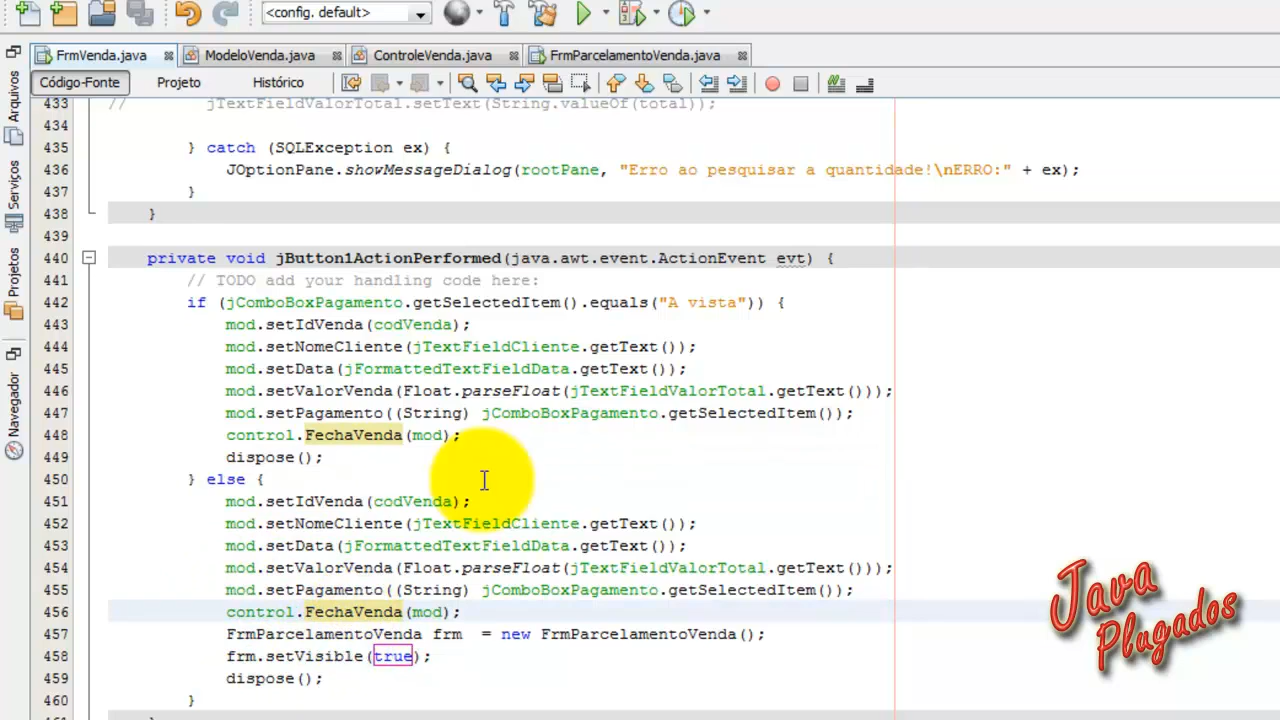 <config. default>
FrmVenda.java ModeloVenda.java ControleVenda.java FrmParcelamentoVenda.java
Código-Fonte Projeto Histórico
Arquivos
Serviços
Projetos
Navegador
433 // jTextFieldValorTotal.setText(String.valueOf(total));
434
435 } catch (SQLException ex) {
436 JOptionPane.showMessageDialog(rootPane, "Erro ao pesquisar a quantidade!\nERRO:" + ex);
437 }
438 }
439
440 private void jButton1ActionPerformed(java.awt.event.ActionEvent evt) {
441 // TODO add your handling code here:
442 if (jComboBoxPagamento.getSelectedItem().equals("A vista")) {
443 mod.setIdVenda(codVenda);
444 mod.setNomeCliente(jTextFieldCliente.getText());
445 mod.setData(jFormattedTextFieldData.getText());
446 mod.setValorVenda(Float.parseFloat(jTextFieldValorTotal.getText()));
447 mod.setPagamento((String) jComboBoxPagamento.getSelectedItem());
448 control.FechaVenda(mod);
449 dispose();
450 } else {
451 mod.setIdVenda(codVenda);
452 mod.setNomeCliente(jTextFieldCliente.getText());
453 mod.setData(jFormattedTextFieldData.getText());
454 mod.setValorVenda(Float.parseFloat(jTextFieldValorTotal.getText()));
455 mod.setPagamento((String) jComboBoxPagamento.getSelectedItem());
456 control.FechaVenda(mod);
457 FrmParcelamentoVenda frm = new FrmParcelamentoVenda();
458 frm.setVisible(true);
459 dispose();
460 }
461 }
Java
Plugados